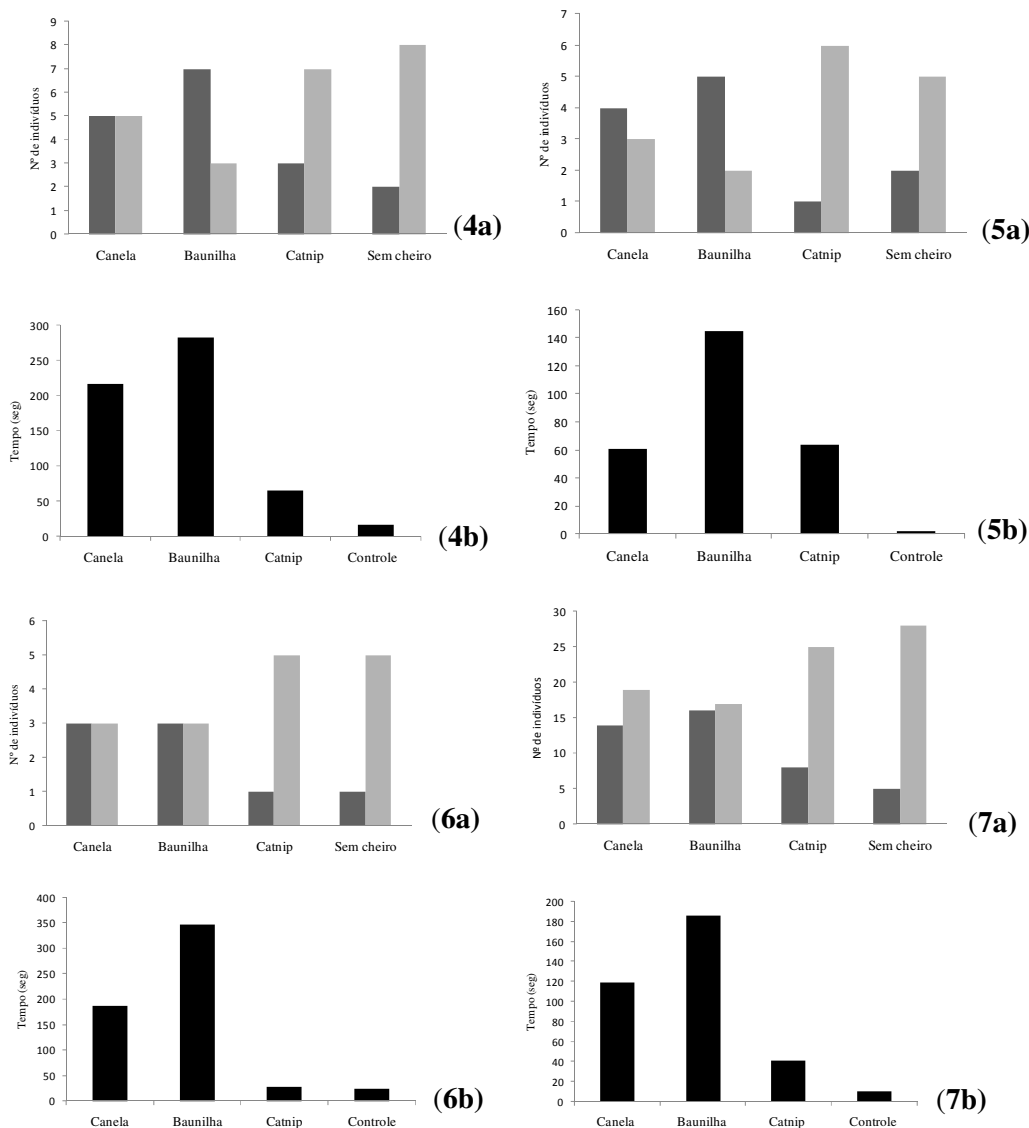 Nº de indivíduos
9
8
7
6
5
4
3
2
1
0
Canela Baunilha Catnip Sem cheiro
(4a)
Nº de indivíduos
7
6
5
4
3
2
1
0
Canela Baunilha Catnip Sem cheiro
(5a)
Tempo (seg)
300
250
200
150
100
50
0
Canela Baunilha Catnip Controle
(4b)
Tempo (seg)
160
140
120
100
80
60
40
20
0
Canela Baunilha Catnip Controle
(5b)
Nº de indivíduos
6
5
4
3
2
1
0
Canela Baunilha Catnip Sem cheiro
(6a)
Nº de indivíduos
30
25
20
15
10
5
0
Canela Baunilha Catnip Sem cheiro
(7a)
Tempo (seg)
400
350
300
250
200
150
100
50
0
Canela Baunilha Catnip Controle
(6b)
Tempo (seg)
200
180
160
140
120
100
80
60
40
20
0
Canela Baunilha Catnip Controle
(7b)